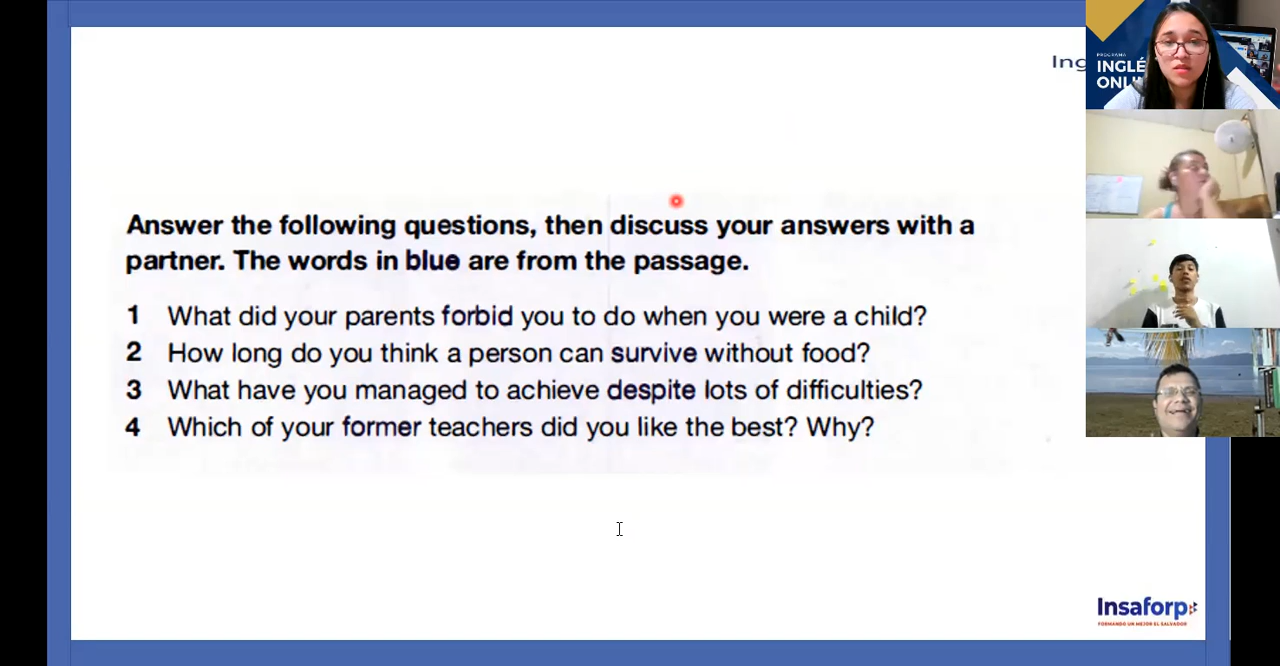 Ing
Answer the following questions, then discuss your answers with a
partner. The words in blue are from the passage.
1 What did your parents forbid you to do when you were a child?
2 How long do you think a person can survive without food?
3 What have you managed to achieve despite lots of difficulties?
4 Which of your former teachers did you like the best? Why?
PROGRAMA
INGLÉ
ONLI
Insaforp
FORMANDO UN MEJOR EL SALVADOR